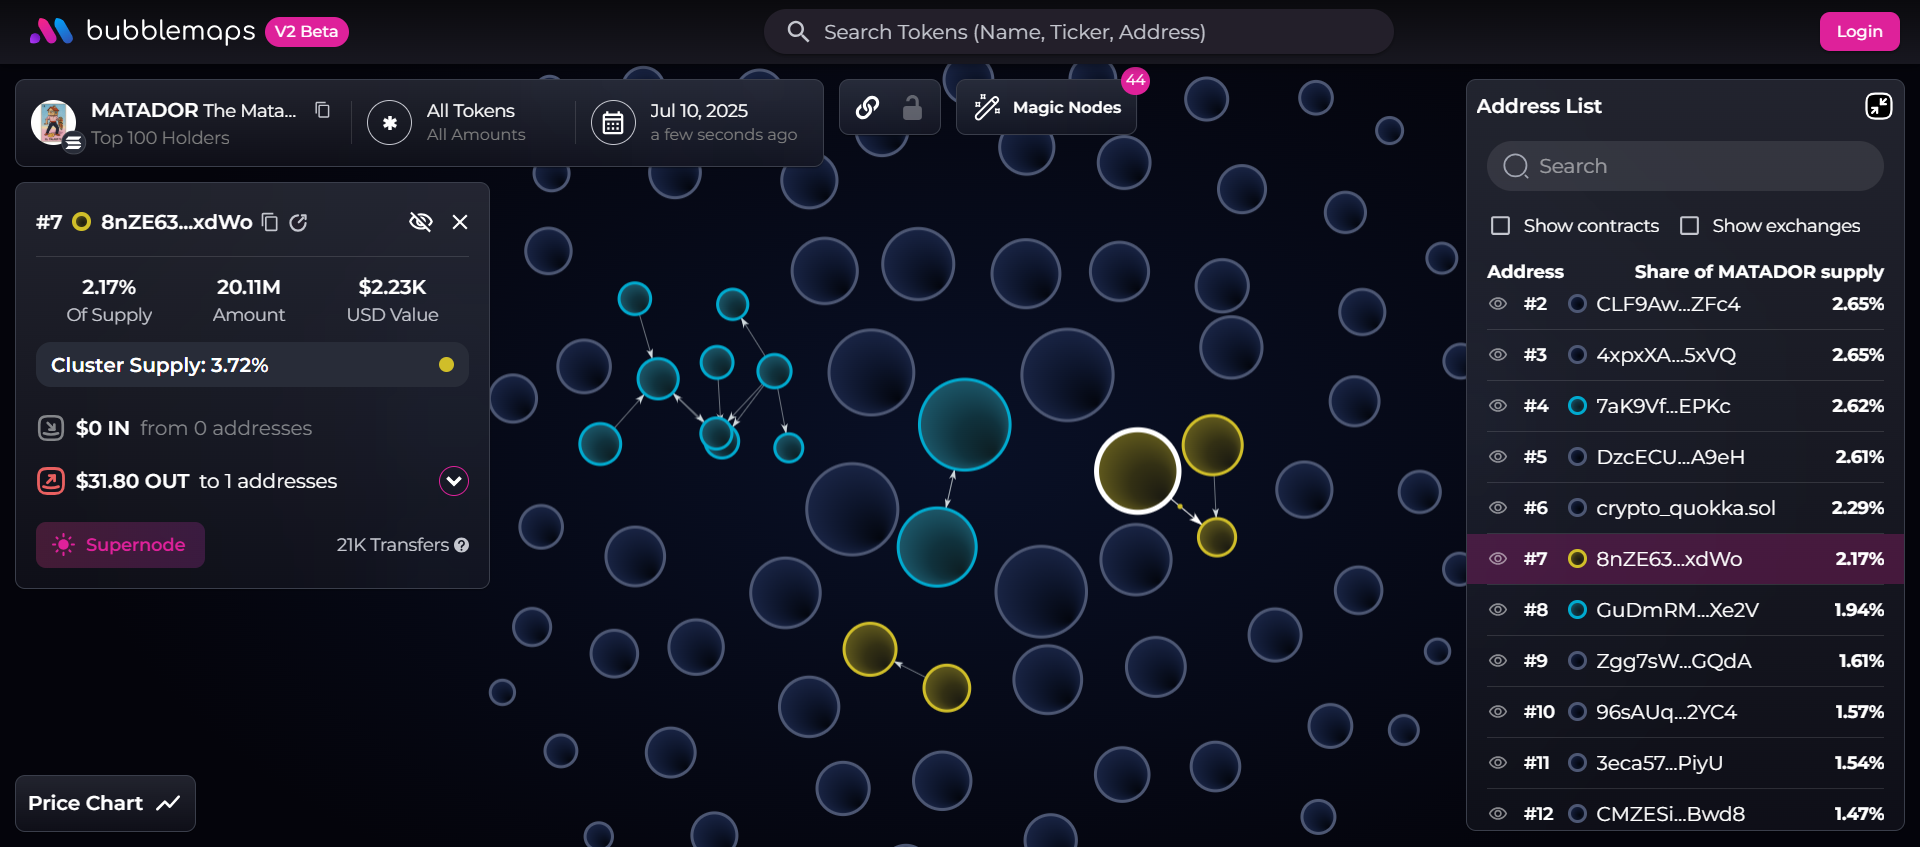 bubblemaps V2 Beta
Search Tokens (Name, Ticker, Address)
Login
MATADOR The Mata...
Top 100 Holders
All Tokens
All Amounts
Jul 10, 2025
a few seconds ago
Magic Nodes
44
#7 8nZE63...xdWo
2.17%
Of Supply
20.11M
Amount
$2.23K
USD Value
Cluster Supply: 3.72%
$0 IN from 0 addresses
$31.80 OUT to 1 addresses
Supernode
21K Transfers ?
Price Chart
Address List
Search
Show contracts
Show exchanges
Address Share of MATADOR supply
#2 CLF9Aw...ZFc4 2.65%
#3 4xpxXA...5xVQ 2.65%
#4 7aK9Vf...EPKc 2.62%
#5 DzcECU...A9eH 2.61%
#6 crypto_quokka.sol 2.29%
#7 8nZE63...xdWo 2.17%
#8 GuDmRM...Xe2V 1.94%
#9 Zgg7sW...GQdA 1.61%
#10 96sAUq...2YC4 1.57%
#11 3eca57...PiyU 1.54%
#12 CMZESi...Bwd8 1.47%